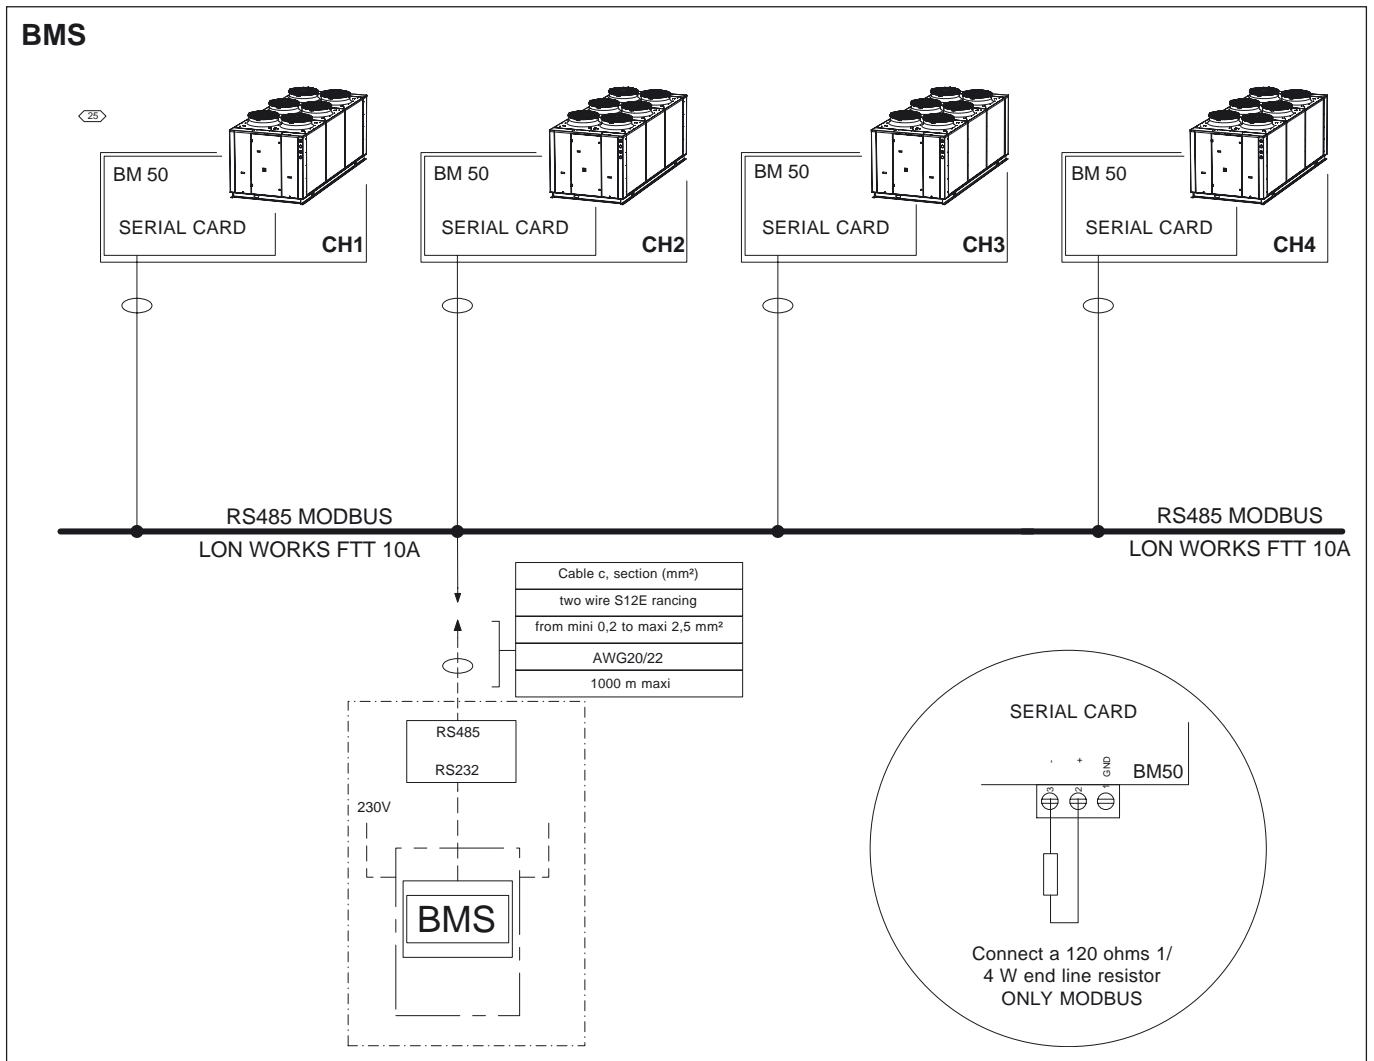 BMS
25
BM 50
SERIAL CARD
CH1
BM 50
SERIAL CARD
CH2
BM 50
SERIAL CARD
CH3
BM 50
SERIAL CARD
CH4
RS485 MODBUS
LON WORKS FTT 10A
RS485 MODBUS
LON WORKS FTT 10A
Cable c, section (mm²)
two wire S12E rancing
from mini 0,2 to maxi 2,5 mm²
AWG20/22
1000 m maxi
RS485
RS232
230V
BMS
SERIAL CARD
- + GND
BM50
3 2 1
Connect a 120 ohms 1/
4 W end line resistor
ONLY MODBUS